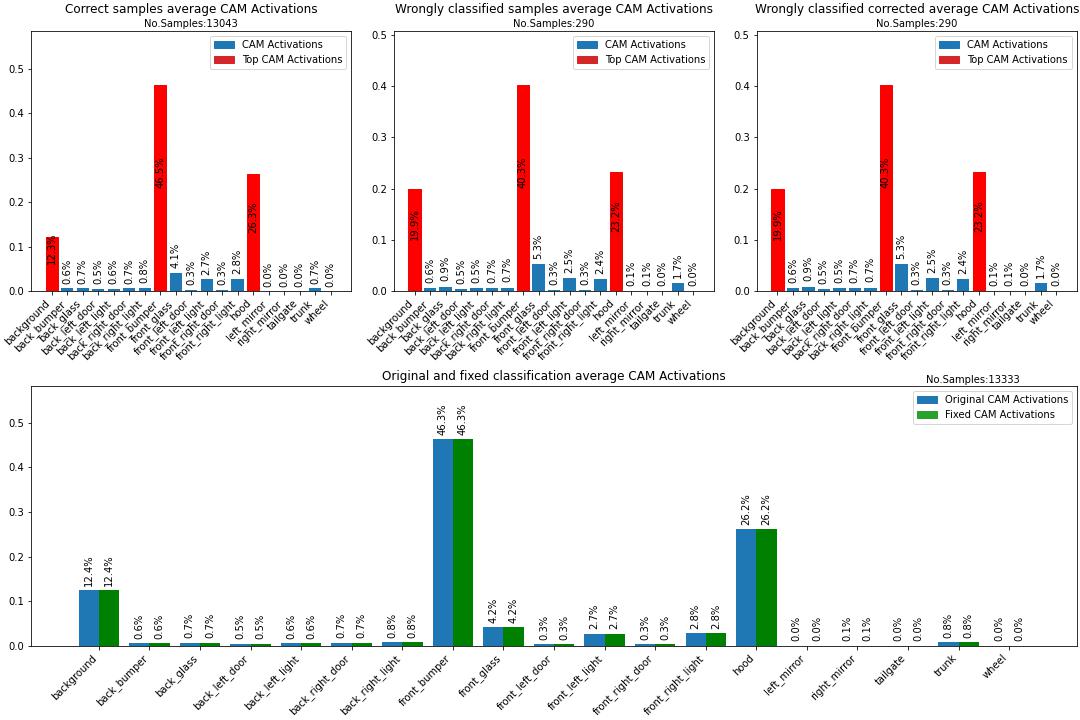 Correct samples average CAM Activations
No.Samples:13043
CAM Activations
Top CAM Activations
0.5
0.4
0.3
0.2
0.1
0.0
12.3%
0.6%
0.7%
0.5%
0.6%
0.7%
0.8%
46.5%
4.1%
0.3%
2.7%
0.3%
2.8%
26.3%
0.0%
0.0%
0.0%
0.7%
0.0%
background
back_bumper
back_glass
back_left_door
back_left_light
back_right_door
back_right_light
front_bumper
front_glass
front_left_door
front_left_light
front_right_door
front_right_light
hood
left_mirror
right_mirror
tailgate
trunk
wheel
Wrongly classified samples average CAM Activations
No.Samples:290
CAM Activations
Top CAM Activations
0.5
0.4
0.3
0.2
0.1
0.0
19.9%
0.6%
0.9%
0.5%
0.5%
0.7%
0.7%
40.3%
5.3%
0.3%
2.5%
0.3%
2.4%
23.2%
0.1%
0.1%
0.0%
1.7%
0.0%
background
back_bumper
back_glass
back_left_door
back_left_light
back_right_door
back_right_light
front_bumper
front_glass
front_left_door
front_left_light
front_right_door
front_right_light
hood
left_mirror
right_mirror
tailgate
trunk
wheel
Wrongly classified corrected average CAM Activations
No.Samples:290
CAM Activations
Top CAM Activations
0.5
0.4
0.3
0.2
0.1
0.0
19.9%
0.6%
0.9%
0.5%
0.5%
0.7%
0.7%
40.3%
5.3%
0.3%
2.5%
0.3%
2.4%
23.2%
0.1%
0.1%
0.0%
1.7%
0.0%
background
back_bumper
back_glass
back_left_door
back_left_light
back_right_door
back_right_light
front_bumper
front_glass
front_left_door
front_left_light
front_right_door
front_right_light
hood
left_mirror
right_mirror
tailgate
trunk
wheel
Original and fixed classification average CAM Activations
No.Samples:13333
Original CAM Activations
Fixed CAM Activations
0.5
0.4
0.3
0.2
0.1
0.0
12.4%
12.4%
0.6%
0.6%
0.7%
0.7%
0.5%
0.5%
0.6%
0.6%
0.7%
0.7%
0.8%
0.8%
46.3%
46.3%
4.2%
4.2%
0.3%
0.3%
2.7%
2.7%
0.3%
0.3%
2.8%
2.8%
26.2%
26.2%
0.0%
0.0%
0.1%
0.1%
0.0%
0.0%
0.8%
0.8%
0.0%
0.0%
background
back_bumper
back_glass
back_left_door
back_left_light
back_right_door
back_right_light
front_bumper
front_glass
front_left_door
front_left_light
front_right_door
front_right_light
hood
left_mirror
right_mirror
tailgate
trunk
wheel